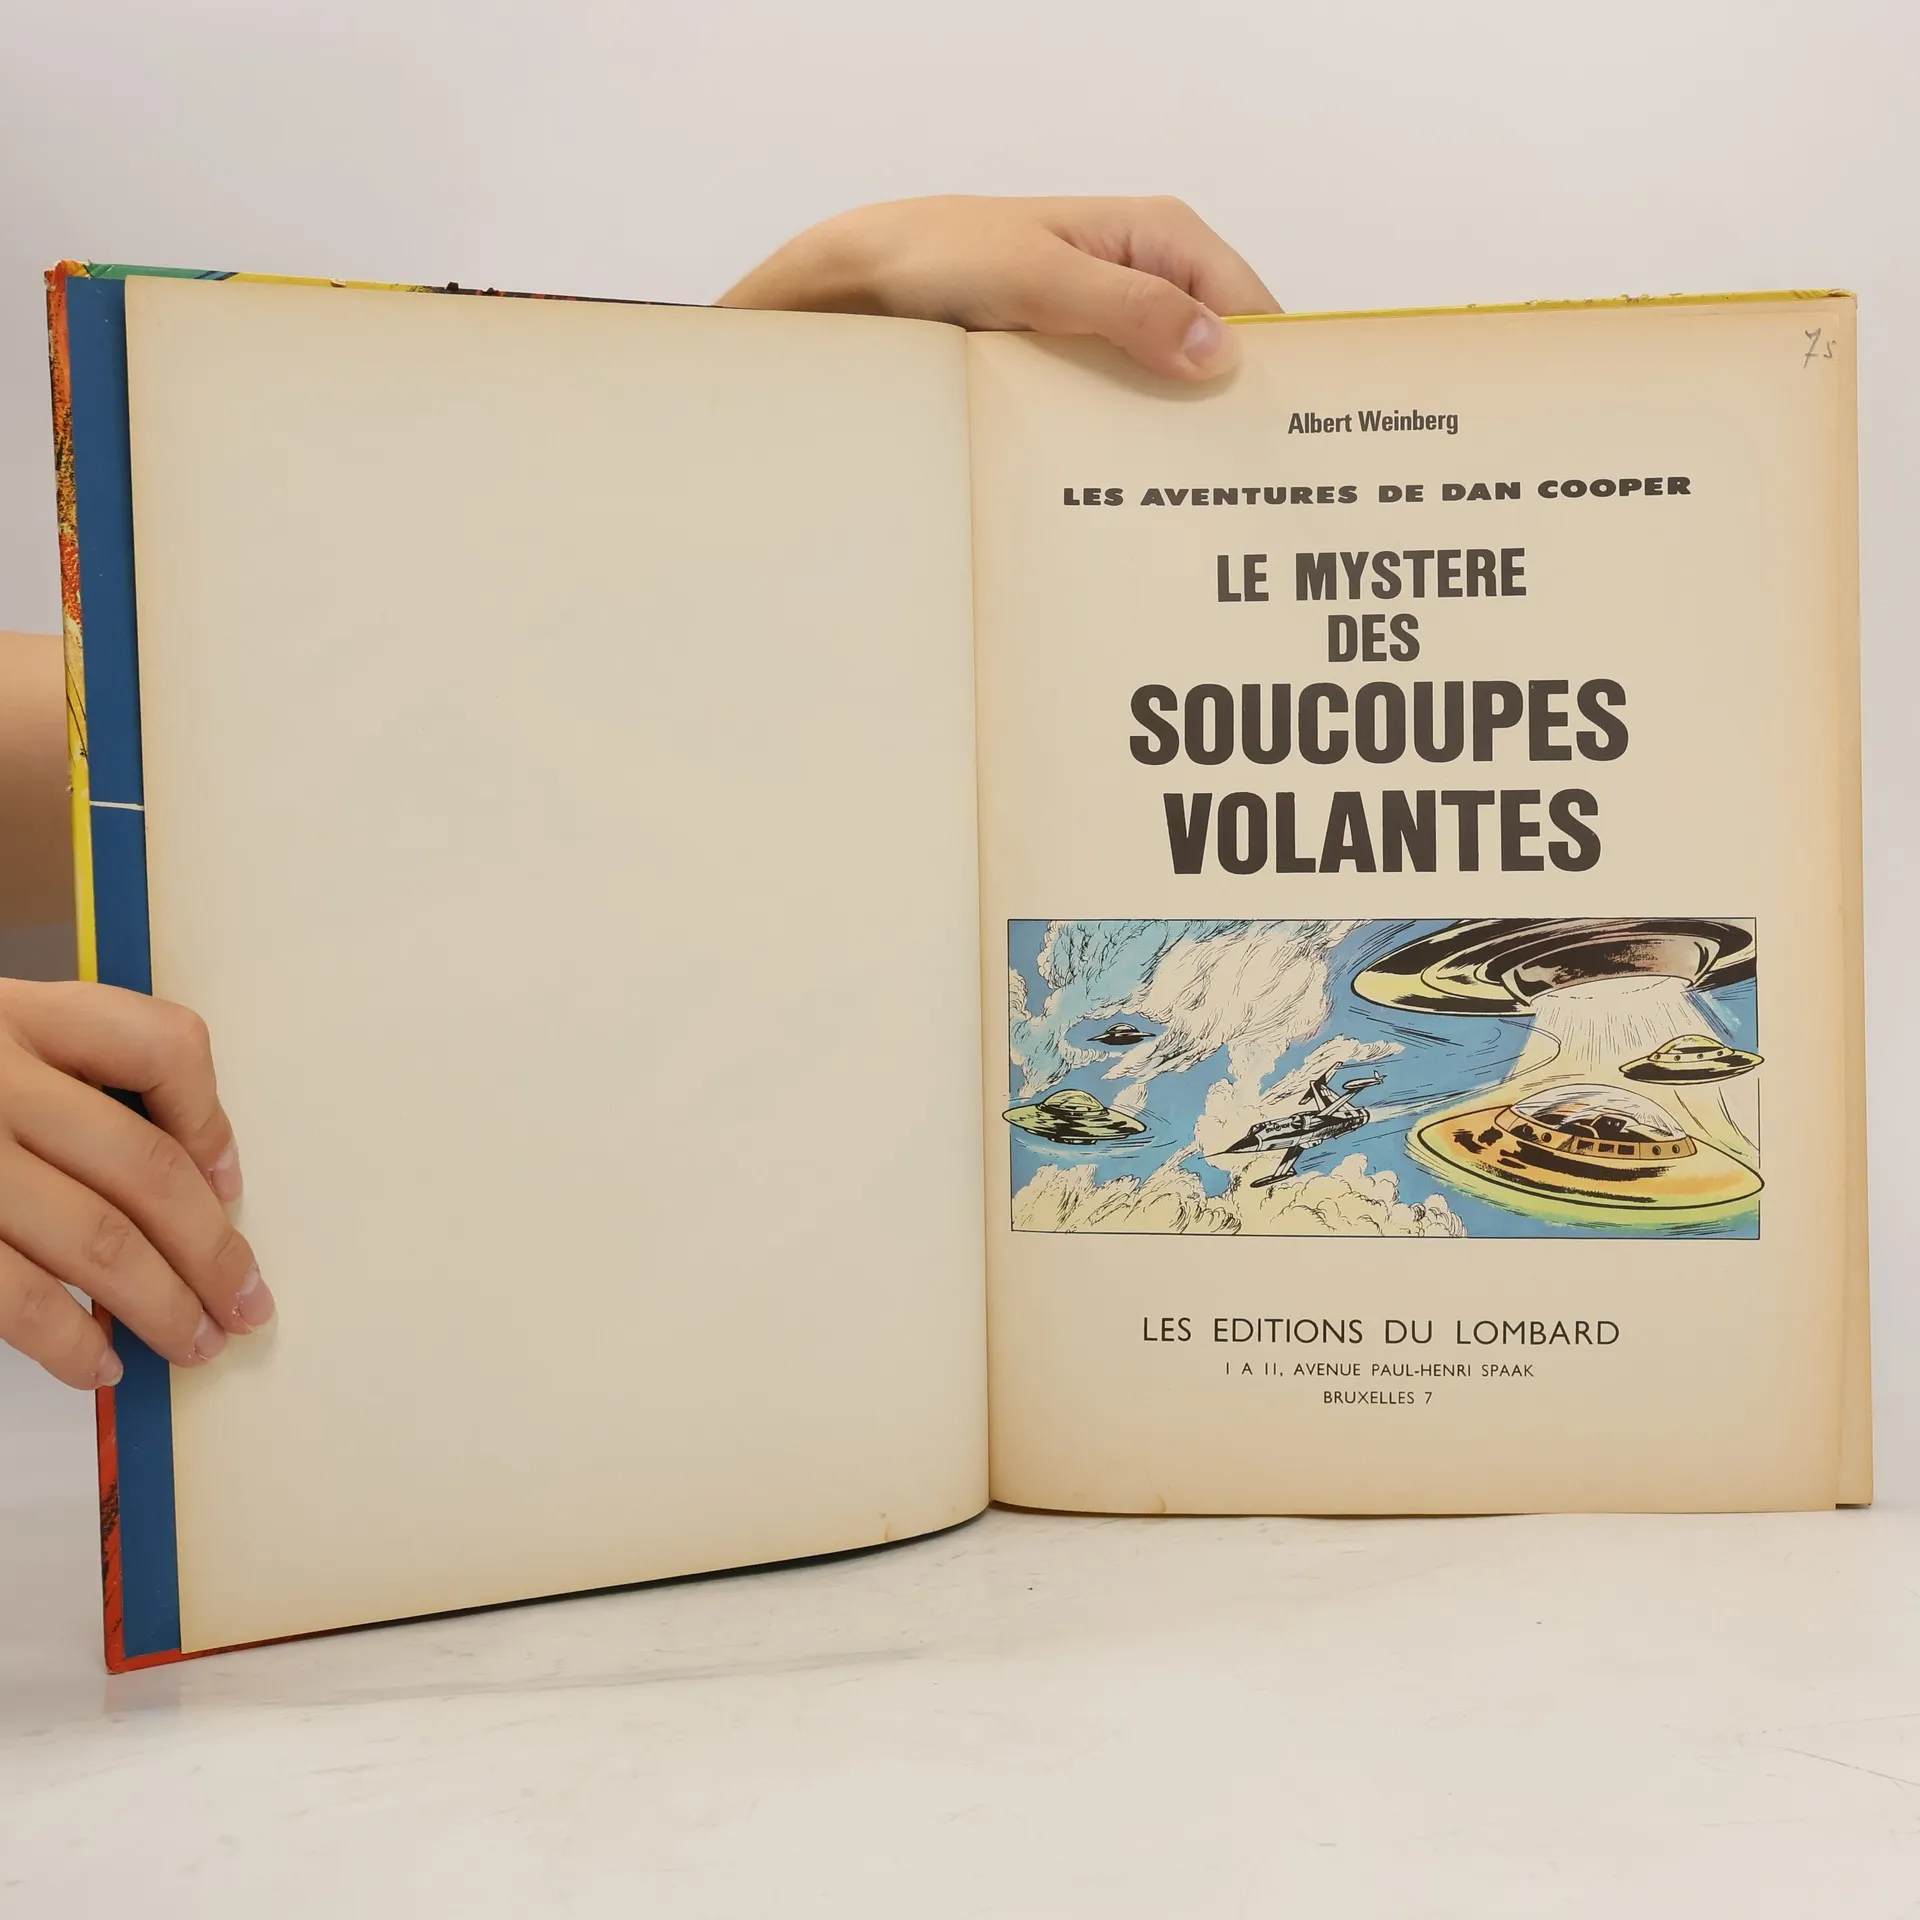 7s
Albert Weinberg
LES AVENTURES DE DAN COOPER
LE MYSTERE
DES
SOUCOUPES
VOLANTES
LES EDITIONS DU LOMBARD
1 A 11, AVENUE PAUL-HENRI SPAAK
BRUXELLES 7